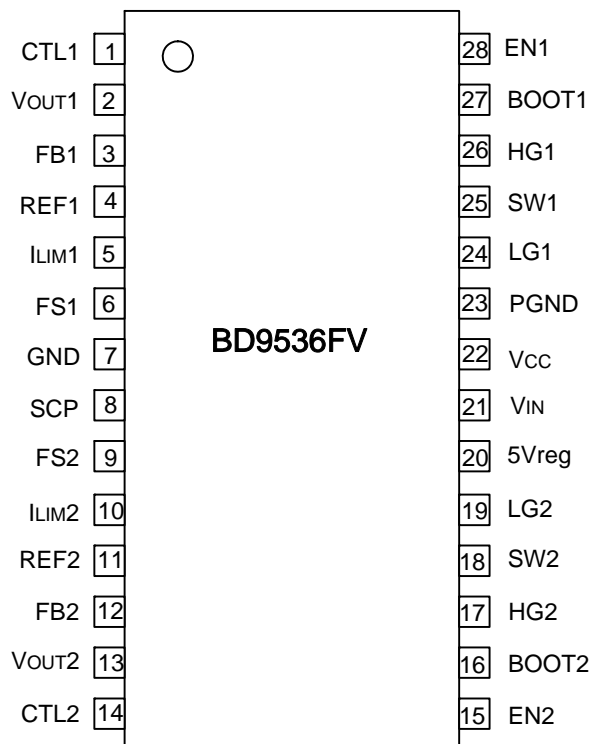 CTL1 1 28 EN1
VOUT1 2 27 BOOT1
FB1 3 26 HG1
REF1 4 25 SW1
ILIM1 5 24 LG1
FS1 6 23 PGND
GND 7 BD9536FV 22 VCC
SCP 8 21 VIN
FS2 9 20 5Vreg
ILIM2 10 19 LG2
REF2 11 18 SW2
FB2 12 17 HG2
VOUT2 13 16 BOOT2
CTL2 14 15 EN2